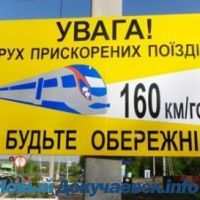 УВАГА!
РУХ ПРИСКОРЕНИХ ПОЇЗДІ
160 км/го
БУДЬТЕ ОБЕРЕЖНІ
Новый Докучаевск.info